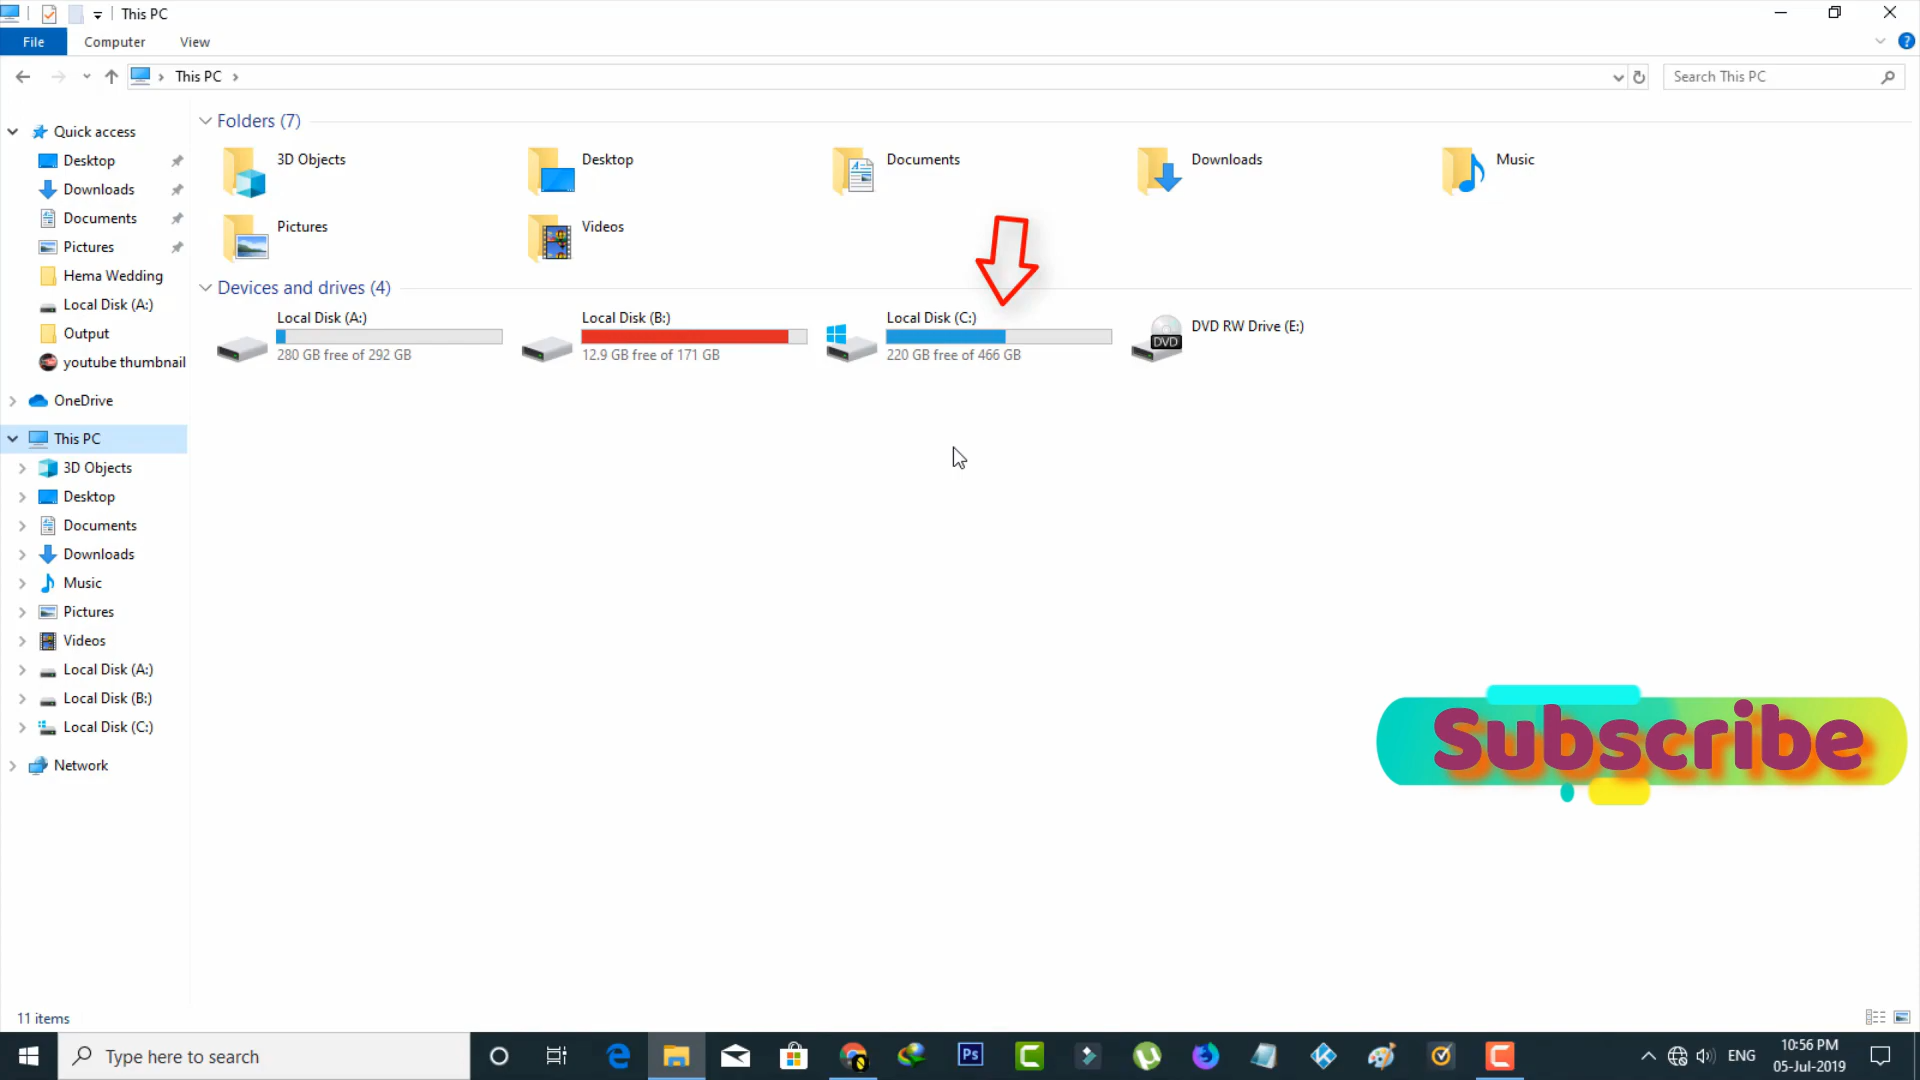 This PC
File
Computer
View
This PC
Search This PC
Quick access
Desktop
Downloads
Documents
Pictures
Hema Wedding
Local Disk (A:)
Output
youtube thumbnail
OneDrive
This PC
3D Objects
Desktop
Documents
Downloads
Music
Pictures
Videos
Local Disk (A:)
Local Disk (B:)
Local Disk (C:)
Network
Folders (7)
3D Objects
Desktop
Documents
Downloads
Music
Pictures
Videos
Devices and drives (4)
Local Disk (A:)
280 GB free of 292 GB
Local Disk (B:)
12.9 GB free of 171 GB
Local Disk (C:)
220 GB free of 466 GB
DVD
DVD RW Drive (E:)
Subscribe
11 items
Type here to search
Ps
ENG
10:56 PM
05-Jul-2019